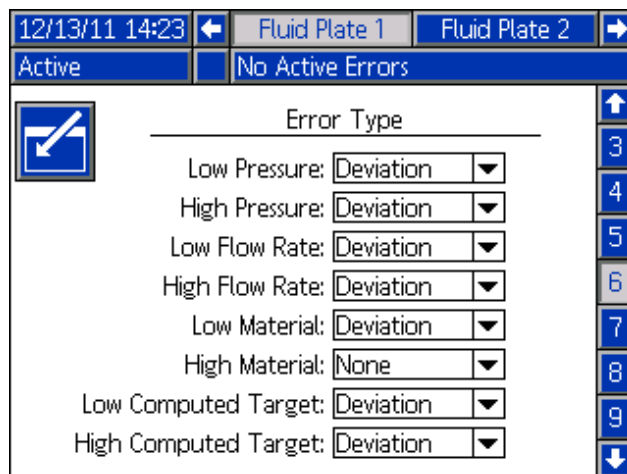 12/13/11 14:23 Fluid Plate 1 Fluid Plate 2
Active No Active Errors
Error Type
Low Pressure: Deviation
High Pressure: Deviation
Low Flow Rate: Deviation
High Flow Rate: Deviation
Low Material: Deviation
High Material: None
Low Computed Target: Deviation
High Computed Target: Deviation
3
4
5
6
7
8
9